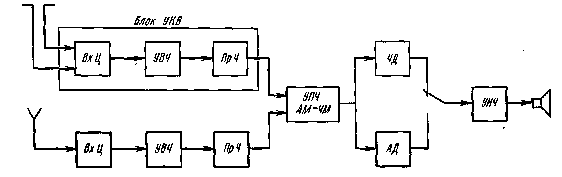 Блок УКВ
Вх Ц
УВЧ
Пр Ч
УПЧ
АМ-ЧМ
ЧД
АД
УНЧ
Вх Ц
УВЧ
Пр Ч